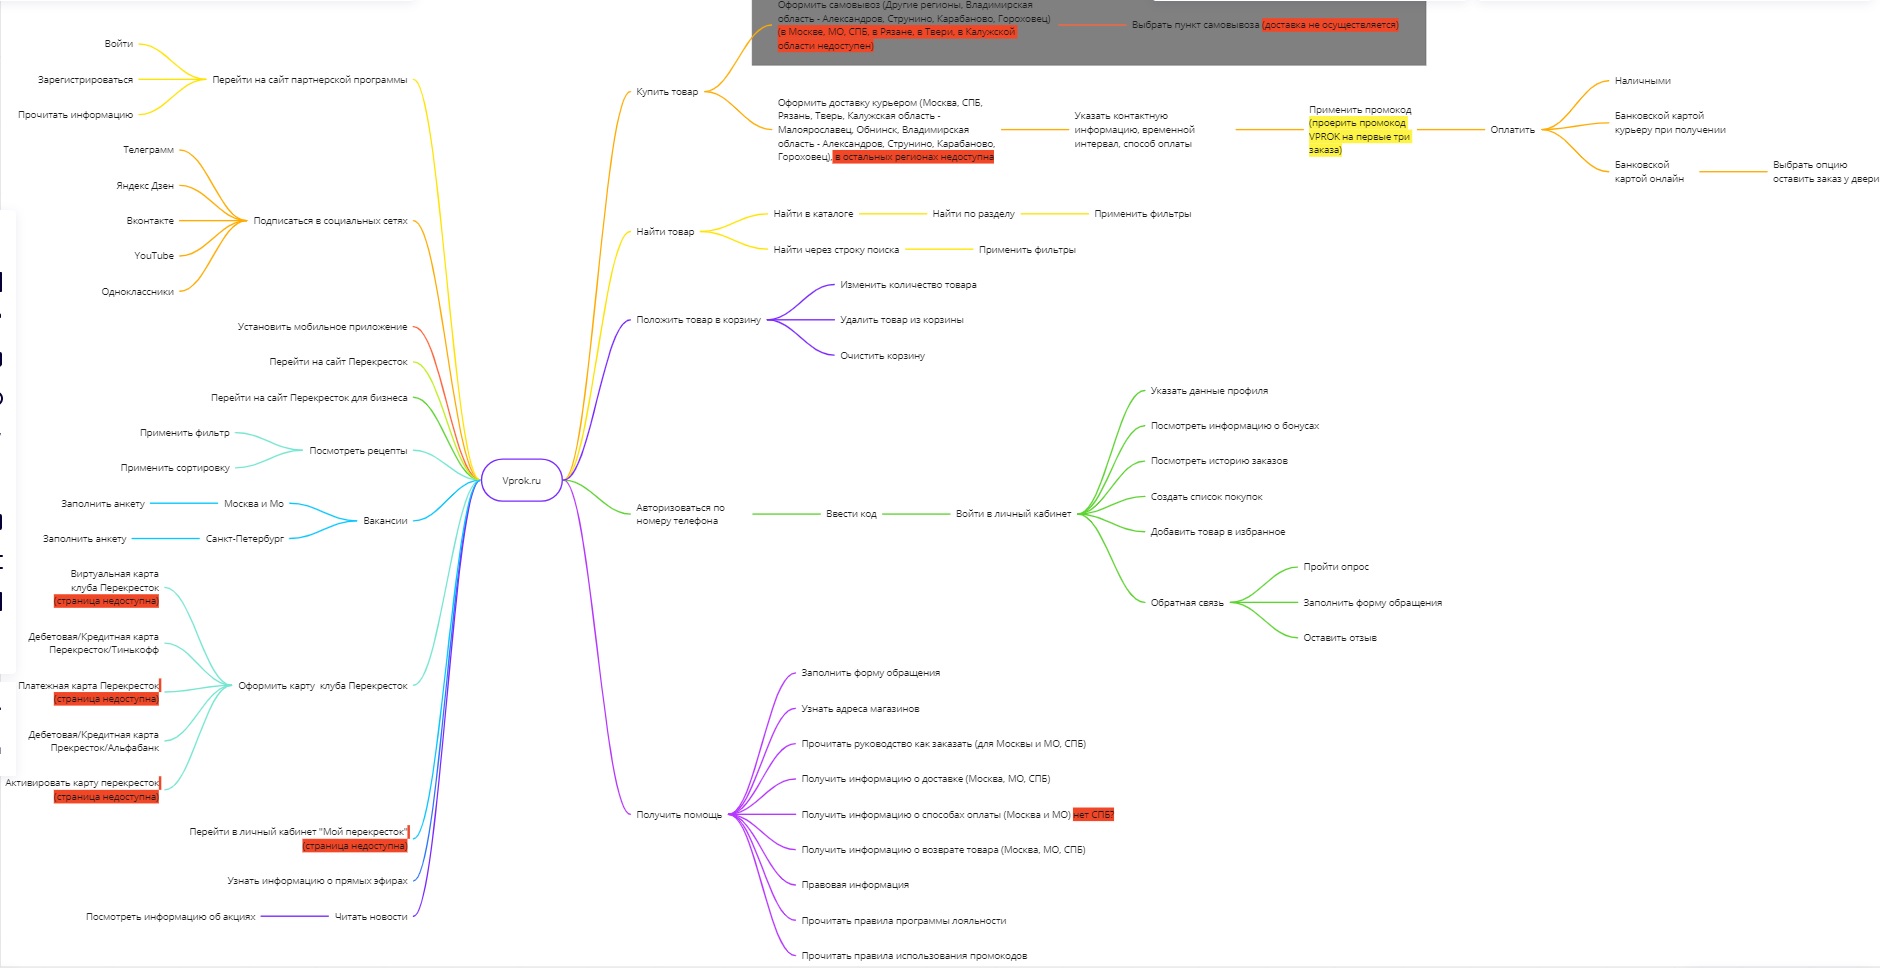 Войти
Зарегистрироваться
Прочитать информацию
Перейти на сайт партнерской программы
Телеграмм
Яндекс Дзен
Вконтакте
YouTube
Одноклассники
Подписаться в социальных сетях
Установить мобильное приложение
Перейти на сайт Перекресток
Перейти на сайт Перекресток для бизнеса
Применить фильтр
Применить сортировку
Посмотреть рецепты
Заполнить анкету
Москва и Мо
Заполнить анкету
Санкт-Петербург
Вакансии
Виртуальная карта
клуба Перекресток
(страница недоступна)
Дебетовая/Кредитная карта
Перекресток/Тинькофф
Платежная карта Перекресток
(страница недоступна)
Дебетовая/Кредитная карта
Прекресток/Альфабанк
Активировать карту перекресток
(страница недоступна)
Оформить карту клуба Перекресток
Перейти в личный кабинет "Мой перекресток"
(страница недоступна)
Узнать информацию о прямых эфирах
Посмотреть информацию об акциях
Читать новости
Vprok.ru
Купить товар
Оформить самовывоз (Другие регионы, Владимирская
область - Александров, Струнино, Карабаново, Гороховец)
(в Москве, МО, СПБ, в Рязане, в Твери, в Калужской
области недоступен)
Выбрать пункт самовывоза (доставка не осуществляется)
Оформить доставку курьером (Москва, СПБ,
Рязань, Тверь, Калужская область -
Малоярославец, Обнинск, Владимирская
область - Александров, Струнино, Карабаново,
Гороховец), в остальных регионах недоступна
Указать контактную
информацию, временной
интервал, способ оплаты
Применить промокод
(проерить промокод
VPROK на первые три
заказа)
Оплатить
Наличными
Банковской картой
курьеру при получении
Банковской
картой онлайн
Выбрать опцию
оставить заказ у двери
Найти товар
Найти в каталоге
Найти по разделу
Применить фильтры
Найти через строку поиска
Применить фильтры
Положить товар в корзину
Изменить количество товара
Удалить товар из корзины
Очистить корзину
Авторизоваться по
номеру телефона
Ввести код
Войти в личный кабинет
Указать данные профиля
Посмотреть информацию о бонусах
Посмотреть историю заказов
Создать список покупок
Добавить товар в избранное
Обратная связь
Пройти опрос
Заполнить форму обращения
Оставить отзыв
Получить помощь
Заполнить форму обращения
Узнать адреса магазинов
Прочитать руководство как заказать (для Москвы и МО, СПБ)
Получить информацию о доставке (Москва, МО, СПБ)
Получить информацию о способах оплаты (Москва и МО) нет СПБ?
Получить информацию о возврате товара (Москва, МО, СПБ)
Правовая информация
Прочитать правила программы лояльности
Прочитать правила использования промокодов